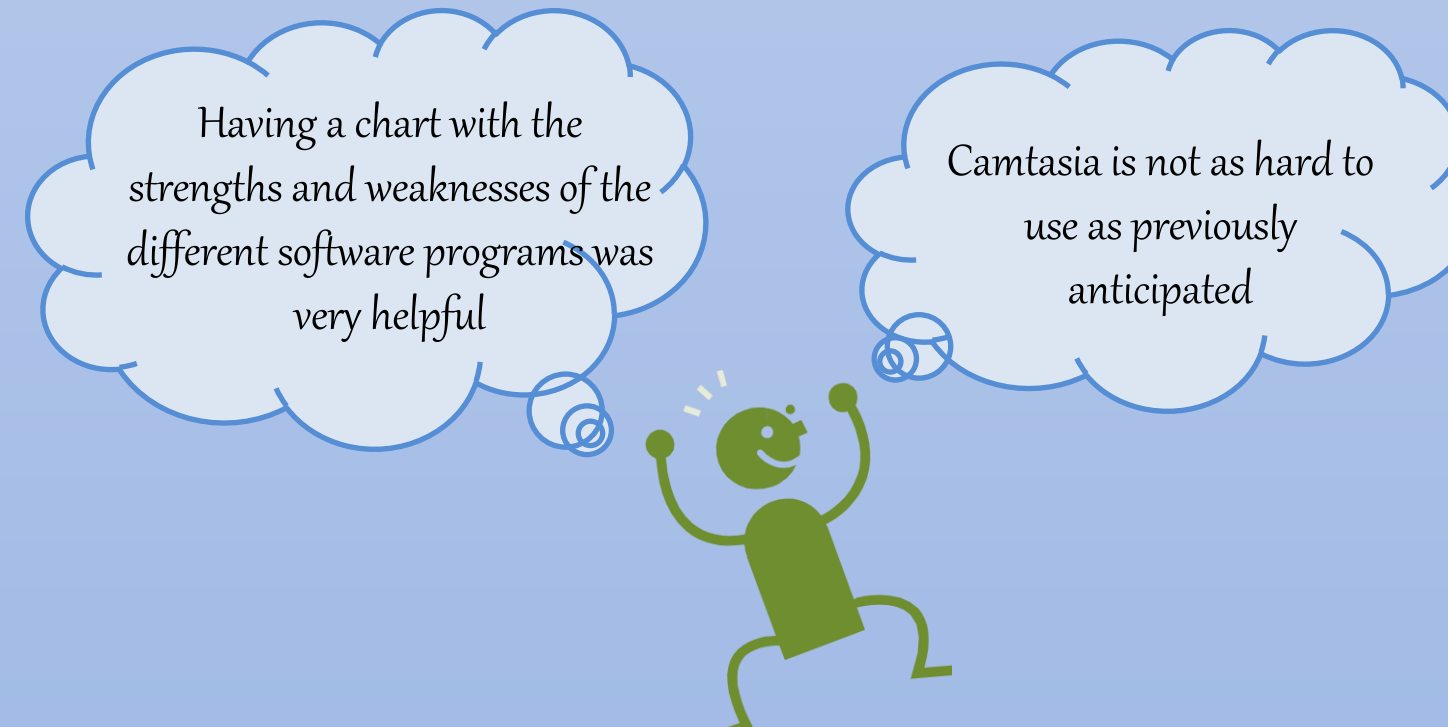 Having a chart with the
strengths and weaknesses of the
different software programs was
very helpful
Camtasia is not as hard to
use as previously
anticipated